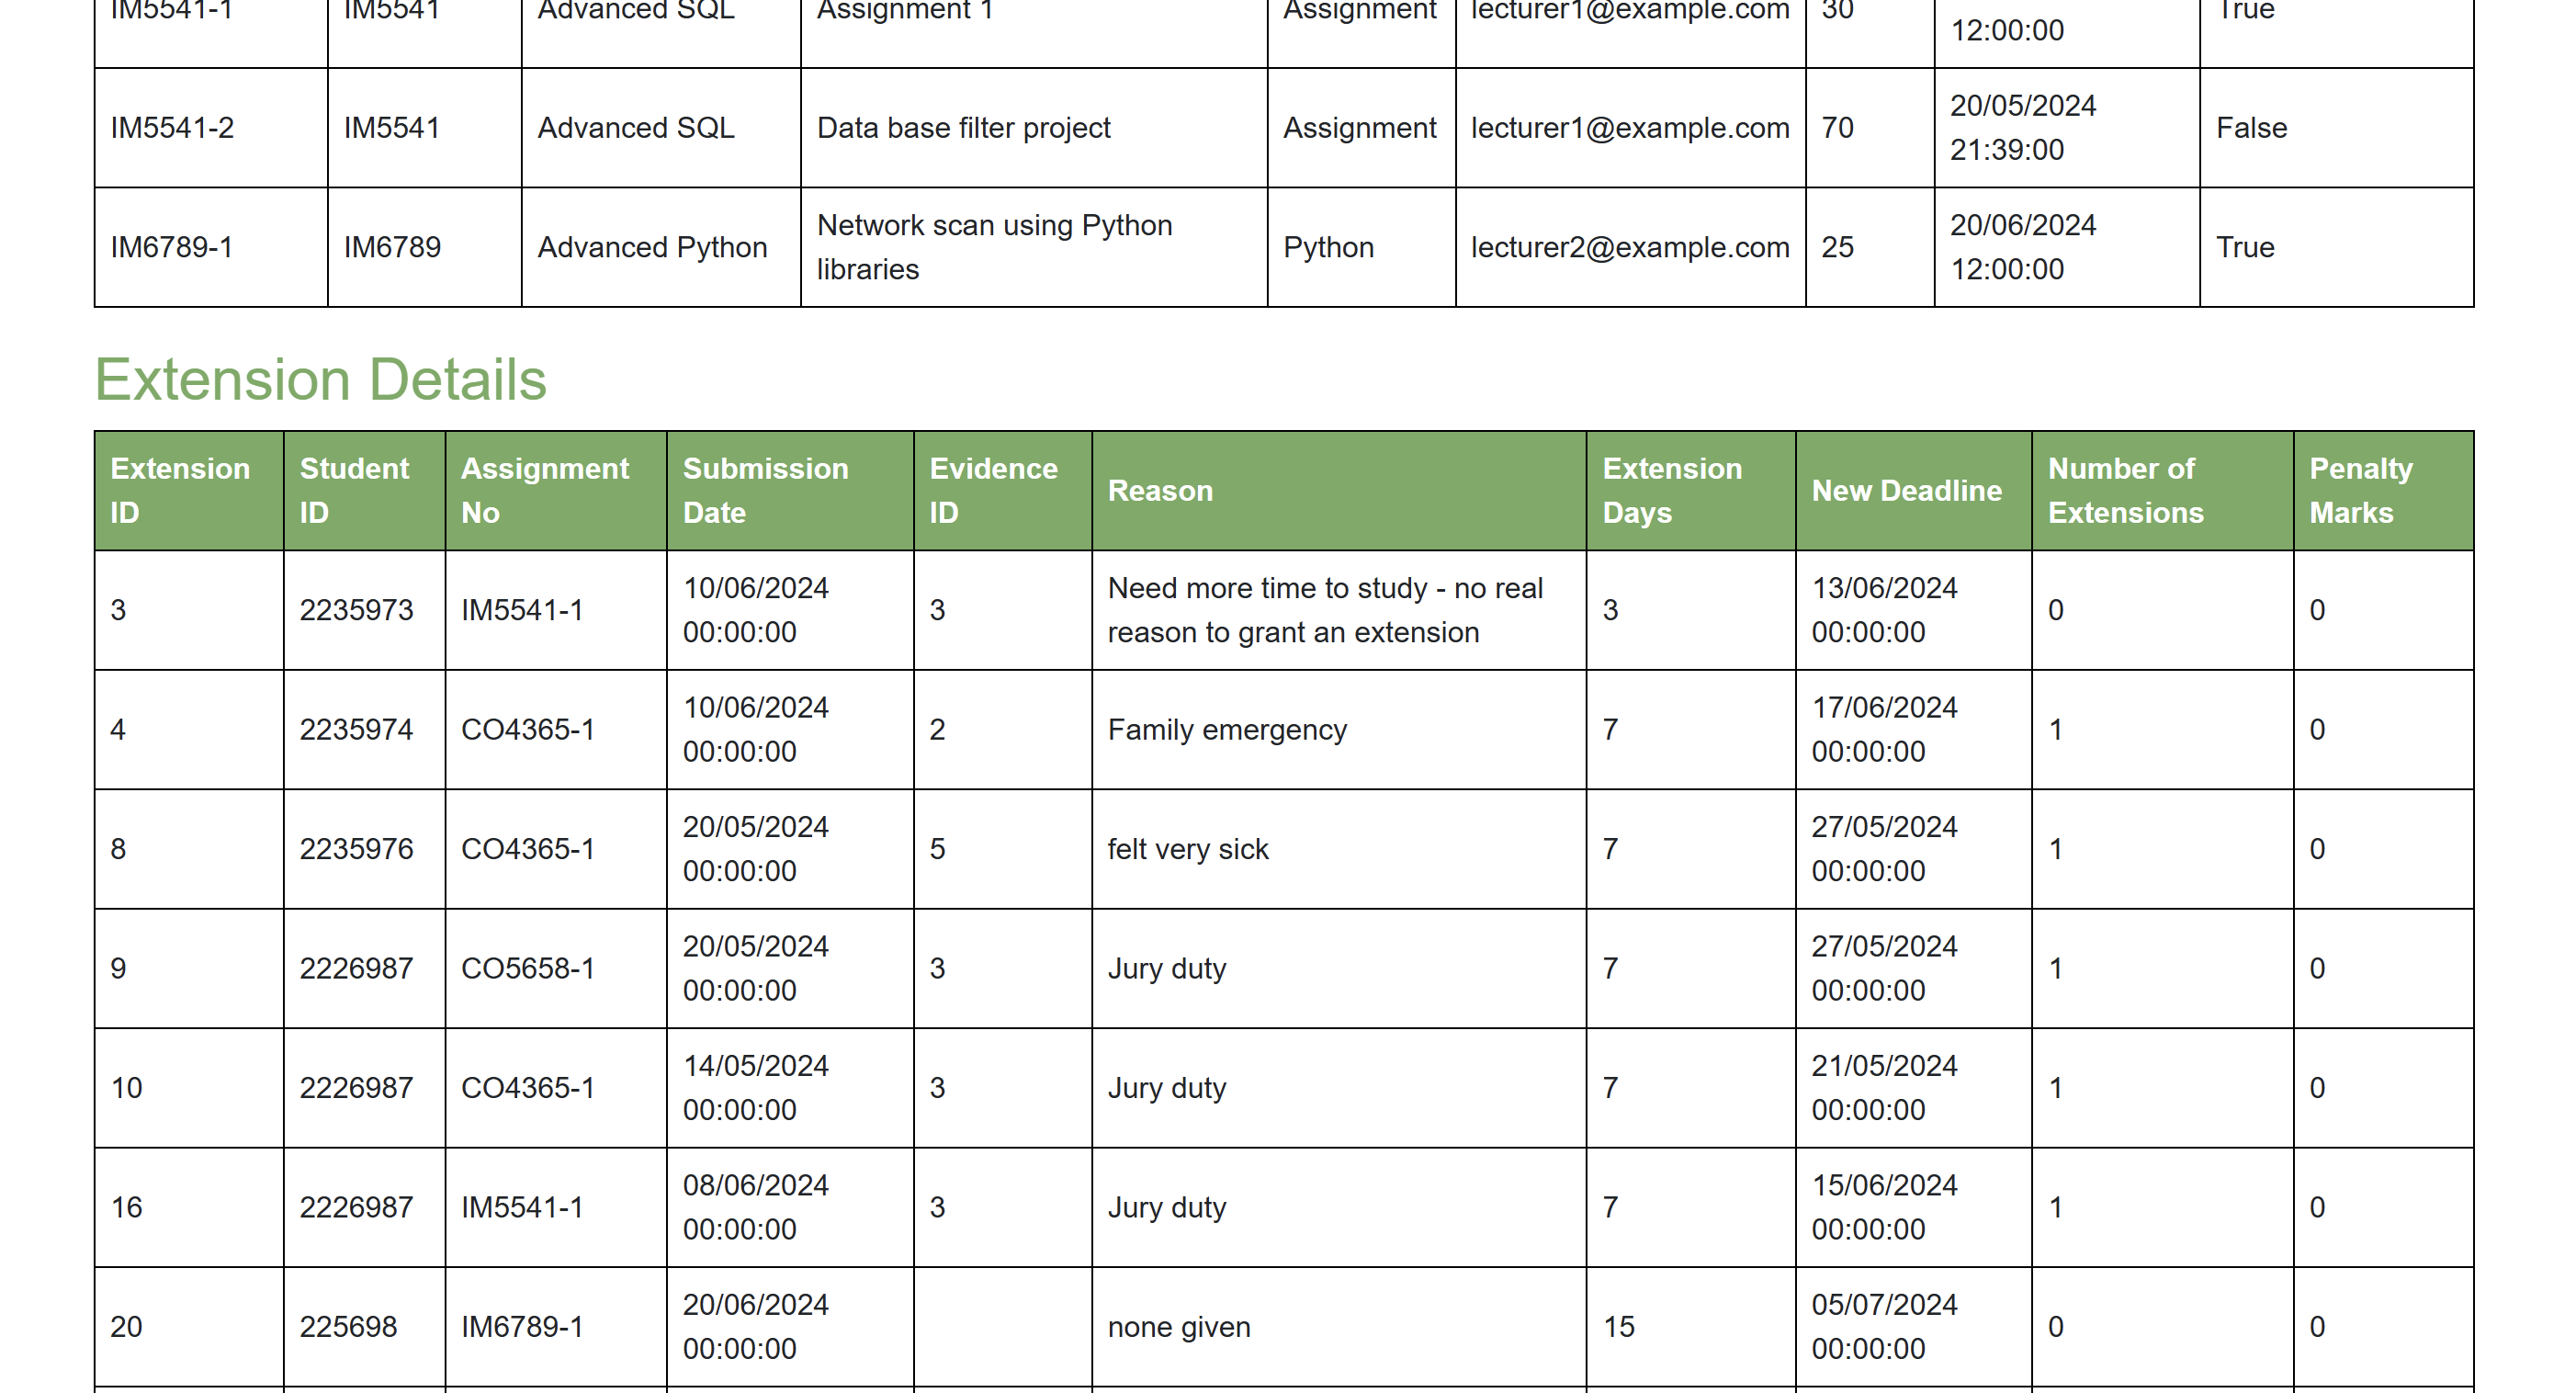 IM5541-1 IM5541 Advanced SQL Assignment 1 Assignment lecturer1@example.com 30 True
12:00:00
IM5541-2 IM5541 Advanced SQL Data base filter project Assignment lecturer1@example.com 70 20/05/2024 False
21:39:00
IM6789-1 IM6789 Advanced Python Network scan using Python Python lecturer2@example.com 25 20/06/2024 True
libraries 12:00:00
Extension Details
Extension Student Assignment Submission Evidence Reason Extension New Deadline Number of Penalty
ID ID No Date ID Days Extensions Marks
3 2235973 IM5541-1 10/06/2024 3 Need more time to study - no real 3 13/06/2024 0 0
00:00:00 reason to grant an extension 00:00:00
4 2235974 CO4365-1 10/06/2024 2 Family emergency 7 17/06/2024 1 0
00:00:00 00:00:00
8 2235976 CO4365-1 20/05/2024 5 felt very sick 7 27/05/2024 1 0
00:00:00 00:00:00
9 2226987 CO5658-1 20/05/2024 3 Jury duty 7 27/05/2024 1 0
00:00:00 00:00:00
10 2226987 CO4365-1 14/05/2024 3 Jury duty 7 21/05/2024 1 0
00:00:00 00:00:00
16 2226987 IM5541-1 08/06/2024 3 Jury duty 7 15/06/2024 1 0
00:00:00 00:00:00
20 225698 IM6789-1 20/06/2024 none given 15 05/07/2024 0 0
00:00:00 00:00:00